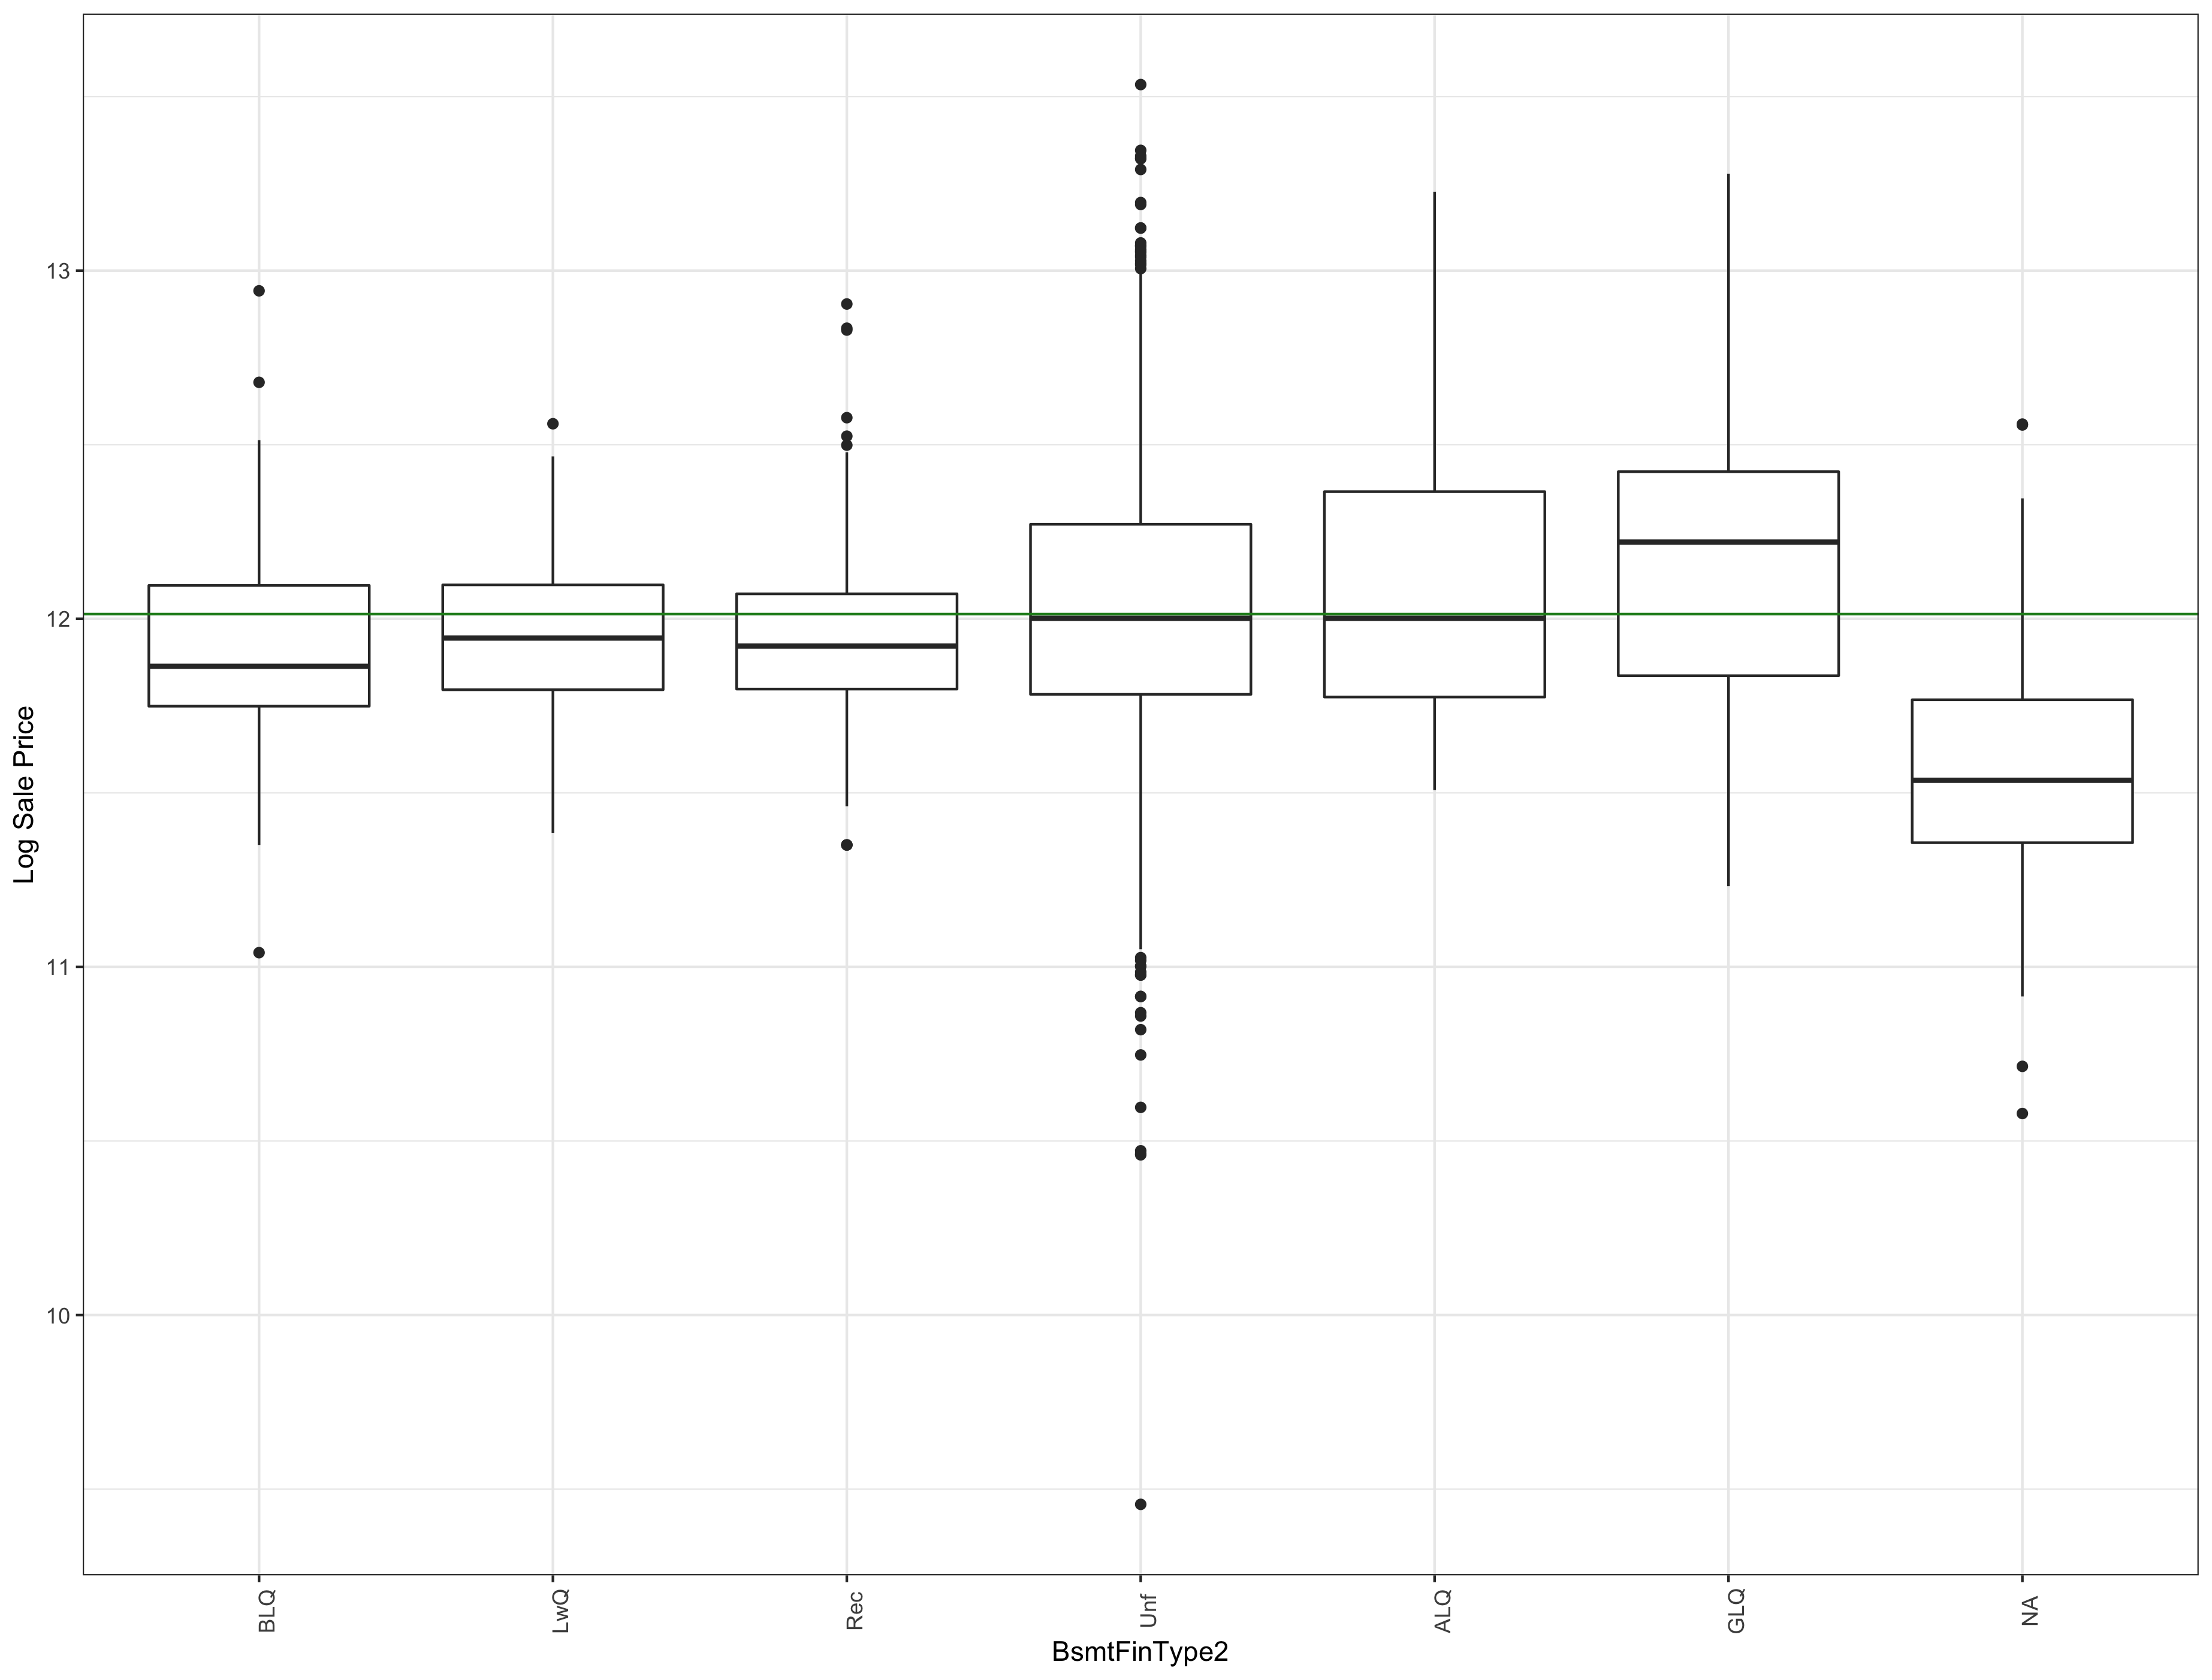 Log Sale Price
13
12
11
10
BLQ
LwQ
Rec
Unf
ALQ
GLQ
NA
BsmtFinType2